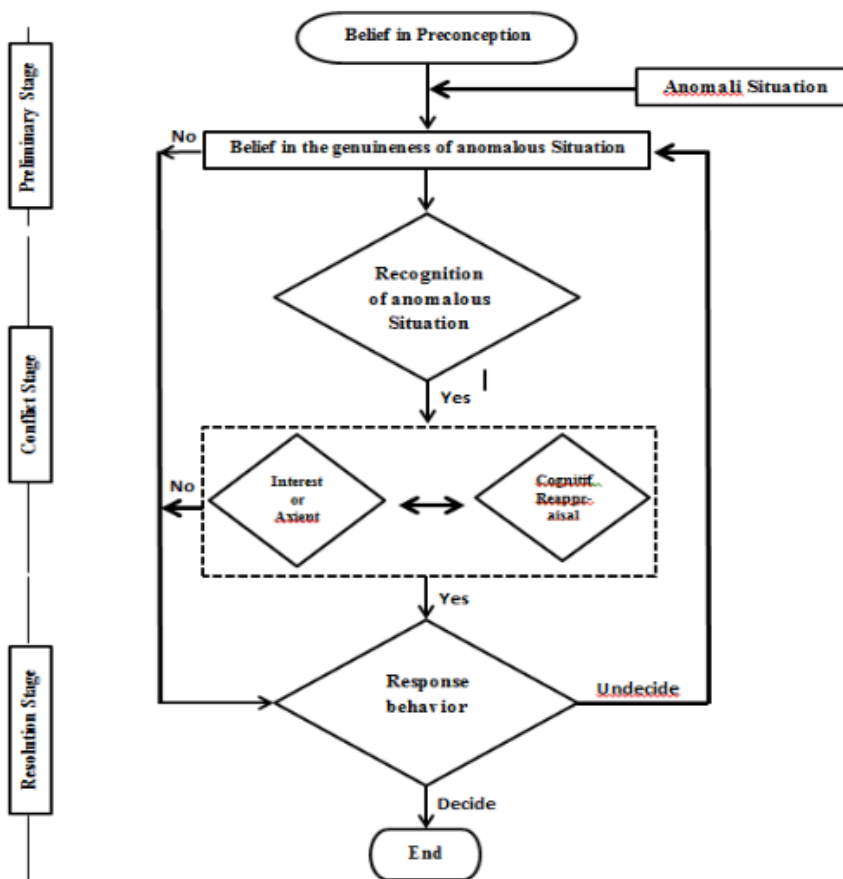 Belief in Preconception
Anomali Situation
Preliminary Stage
No
Belief in the genuineness of anomalous Situation
Recognition
of anomalous
Situation
Yes
Conflict Stage
No
Interest
or
Axient
Cognitif
Reappr-
aisal
Yes
Resolution Stage
Response
behavior
Undecide
Decide
End